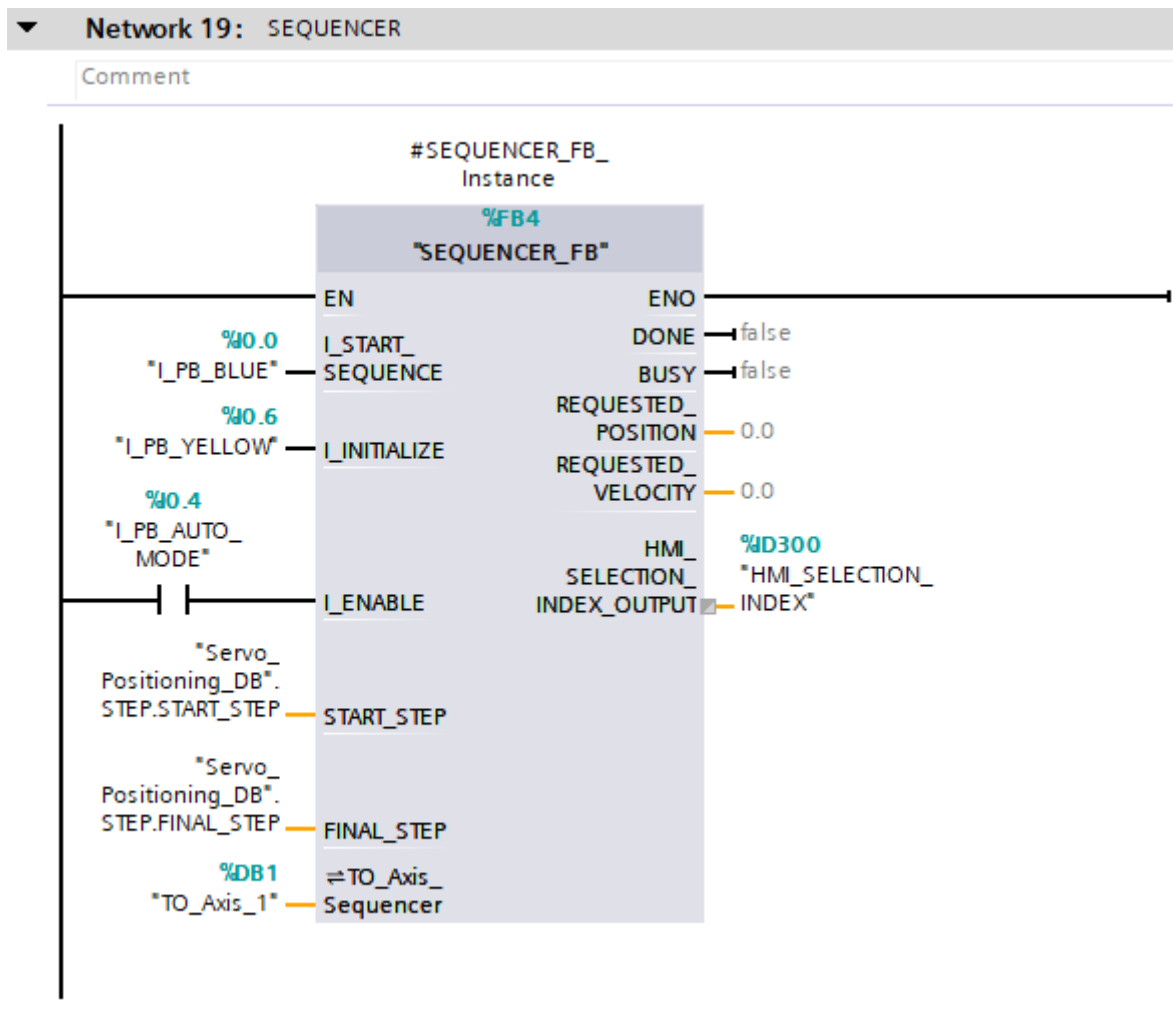 Network 19: SEQUENCER
Comment
#SEQUENCER_FB_
Instance
%FB4
"SEQUENCER_FB"
EN
ENO
%I0.0
"I_PB_BLUE"
I_START_
SEQUENCE
DONE
false
BUSY
false
%I0.6
"I_PB_YELLOW"
I_INITIALIZE
REQUESTED_
POSITION
0.0
REQUESTED_
VELOCITY
0.0
%I0.4
"I_PB_AUTO_
MODE"
I_ENABLE
HMI_
SELECTION_
INDEX_OUTPUT
%ID300
"HMI_SELECTION_
INDEX"
"Servo_
Positioning_DB".
STEP.START_STEP
START_STEP
"Servo_
Positioning_DB".
STEP.FINAL_STEP
FINAL_STEP
%DB1
"TO_Axis_1"
⇌TO_Axis_
Sequencer